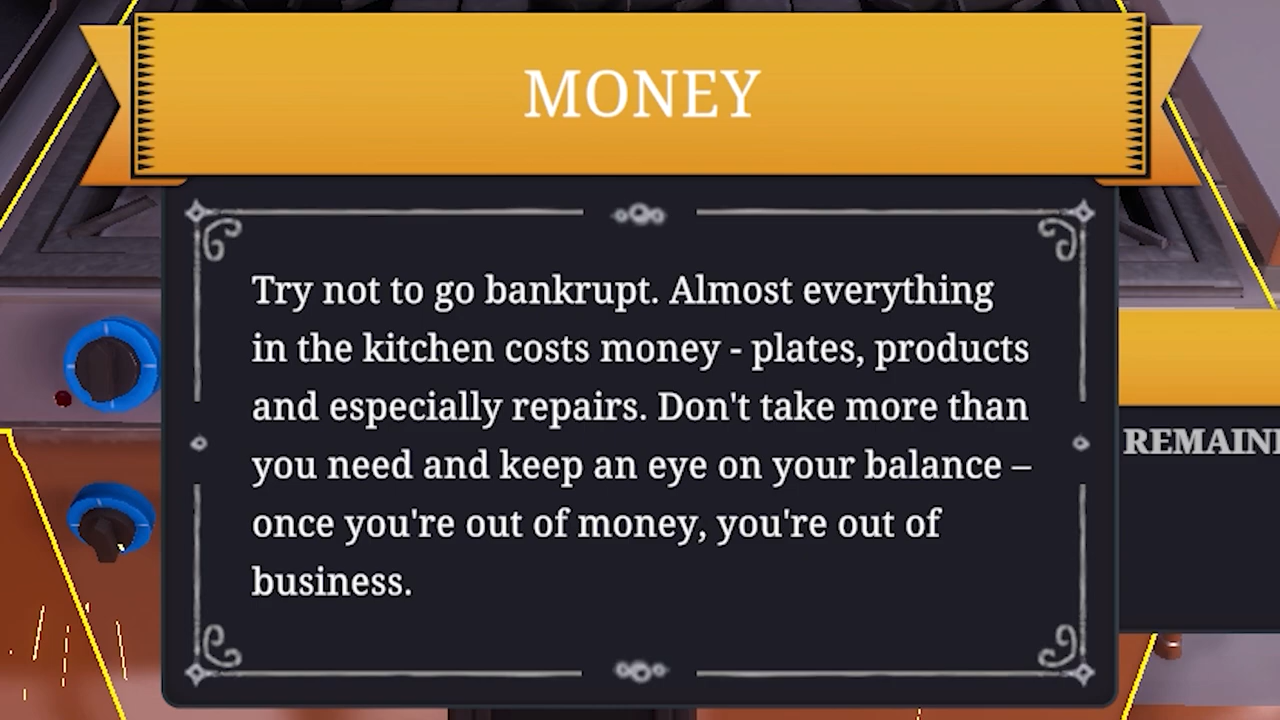 MONEY
Try not to go bankrupt. Almost everything
in the kitchen costs money - plates, products
and especially repairs. Don't take more than
you need and keep an eye on your balance –
once you're out of money, you're out of
business.